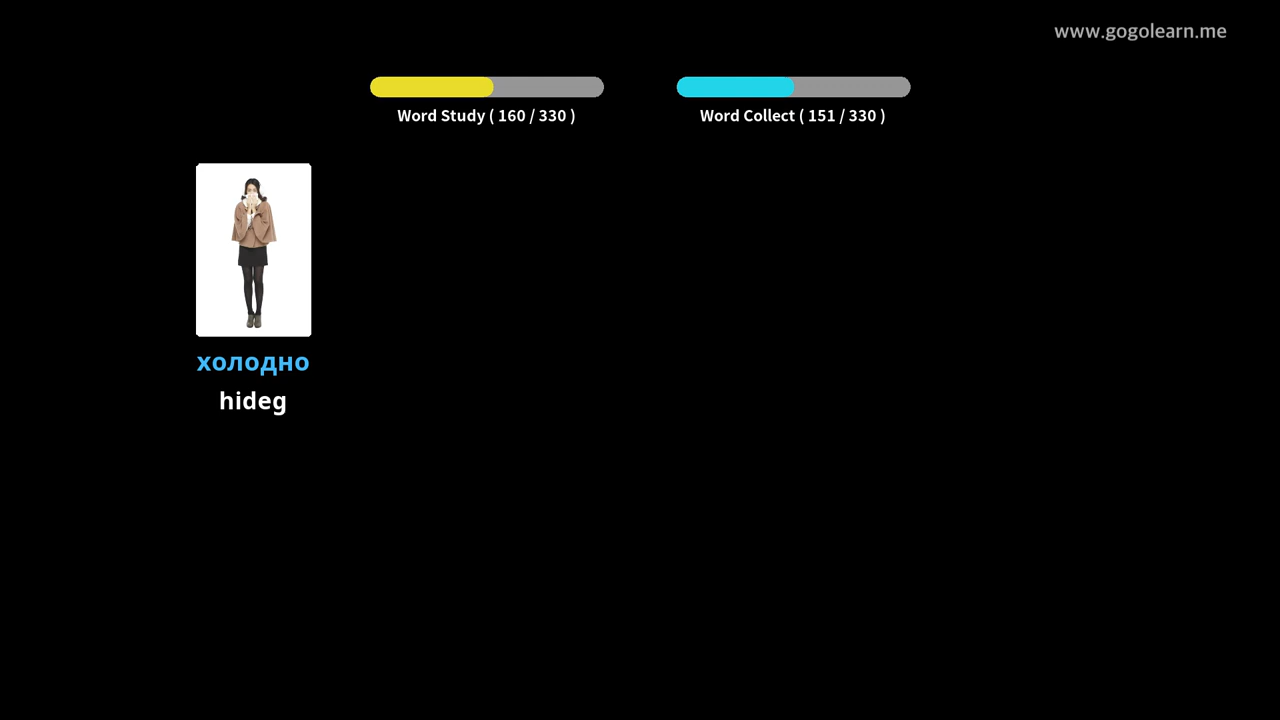 www.gogolearn.me
Word Study ( 160 / 330 )
Word Collect ( 151 / 330 )
холодно
hideg